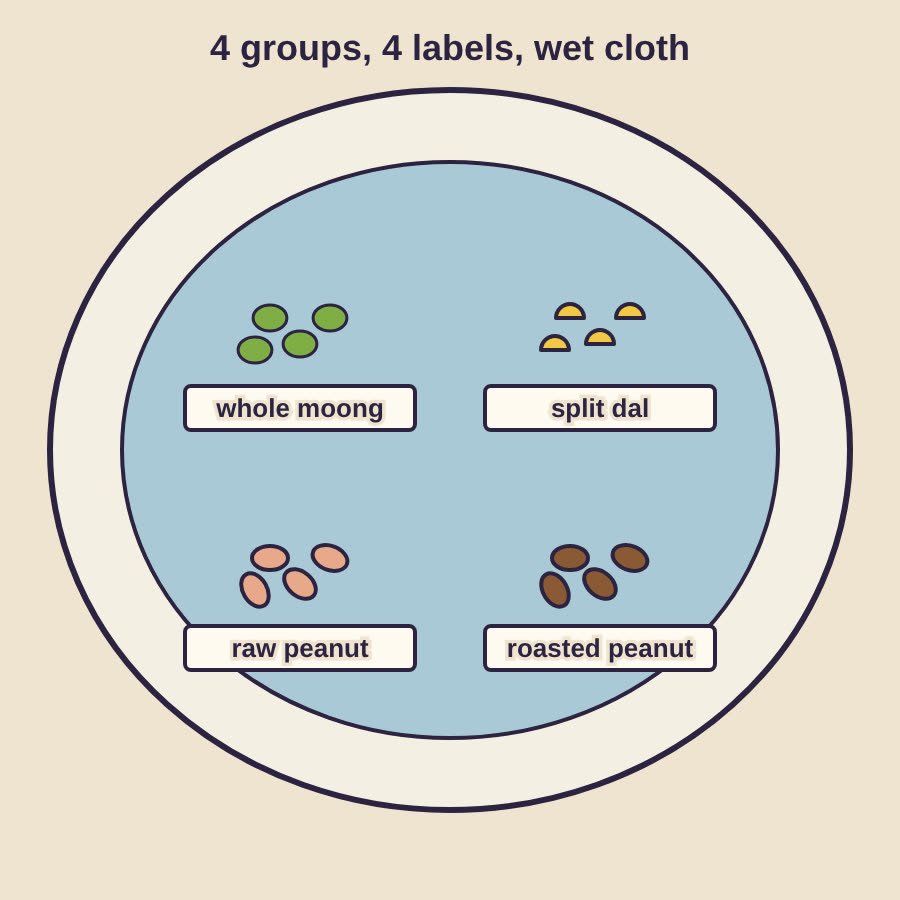 4 groups, 4 labels, wet cloth
whole moong
split dal
raw peanut
roasted peanut